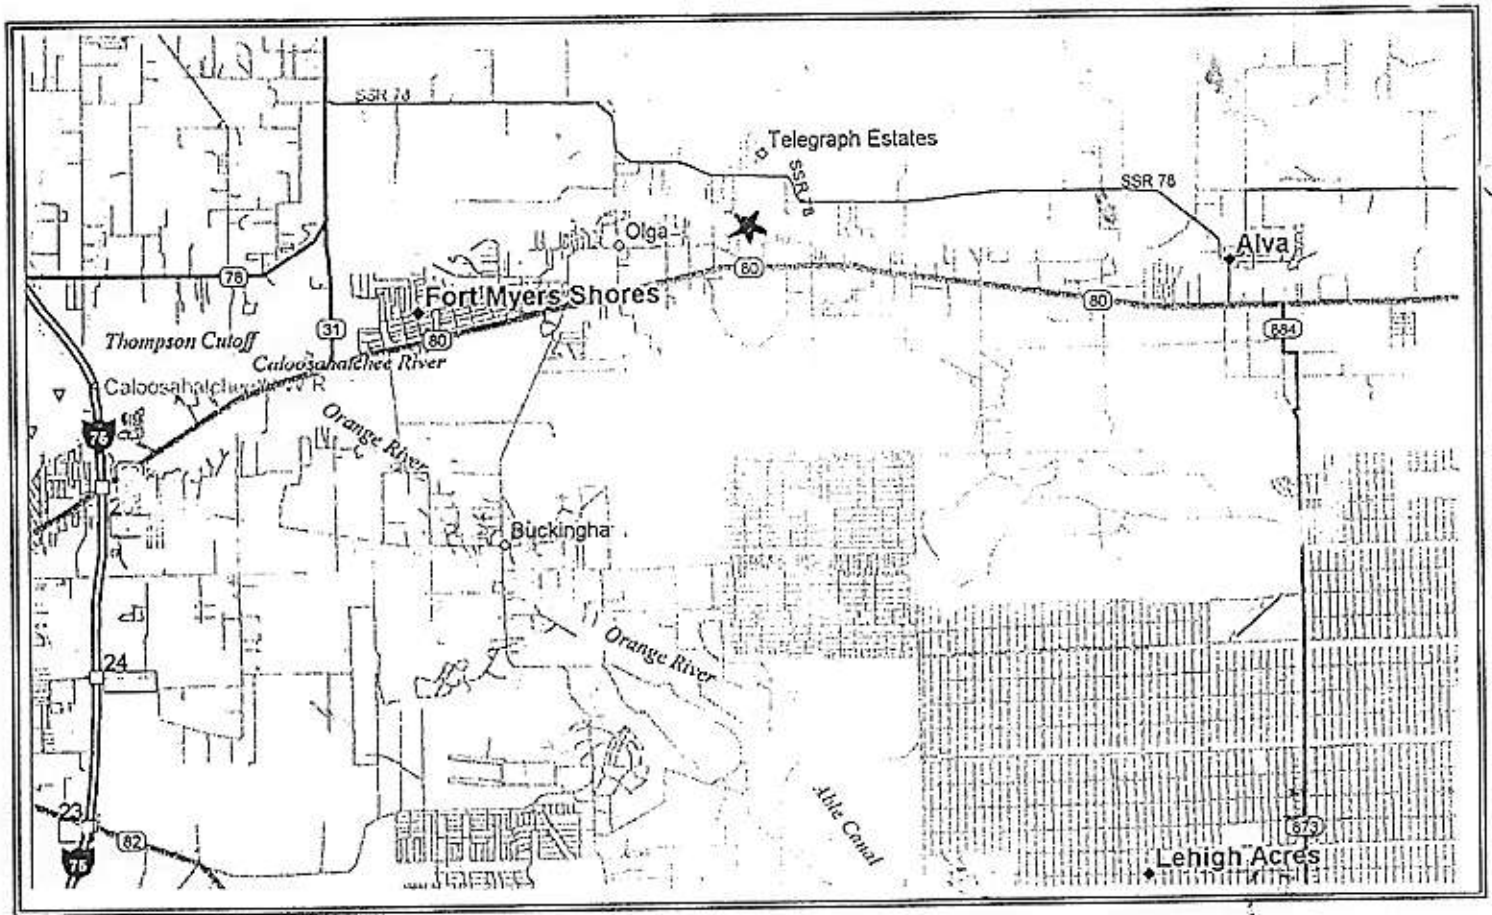 SSR 78
Telegraph Estates
SSR 78
SSR 78
Olga
Alva
78
80
Fort Myers Shores
80
31
884
Thompson Cutoff
80
Caloosahatchee River
75
Orange River
Buckingha
Orange River
24
Able Canal
23
82
75
873
Lehigh Acres